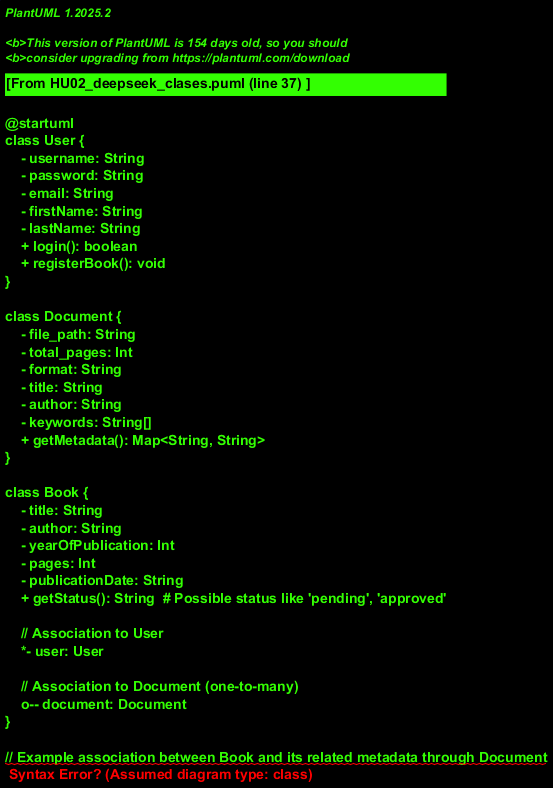 PlantUML 1.2025.2
<b>This version of PlantUML is 154 days old, so you should
<b>consider upgrading from https://plantuml.com/download
[From HU02_deepseek_clases.puml (line 37) ]
@startuml
class User {
- username: String
- password: String
- email: String
- firstName: String
- lastName: String
+ login(): boolean
+ registerBook(): void
}
class Document {
- file_path: String
- total_pages: Int
- format: String
- title: String
- author: String
- keywords: String[]
+ getMetadata(): Map<String, String>
}
class Book {
- title: String
- author: String
- yearOfPublication: Int
- pages: Int
- publicationDate: String
+ getStatus(): String  # Possible status like 'pending', 'approved'
// Association to User
*- user: User
// Association to Document (one-to-many)
o-- document: Document
}
// Example association between Book and its related metadata through Document
Syntax Error? (Assumed diagram type: class)